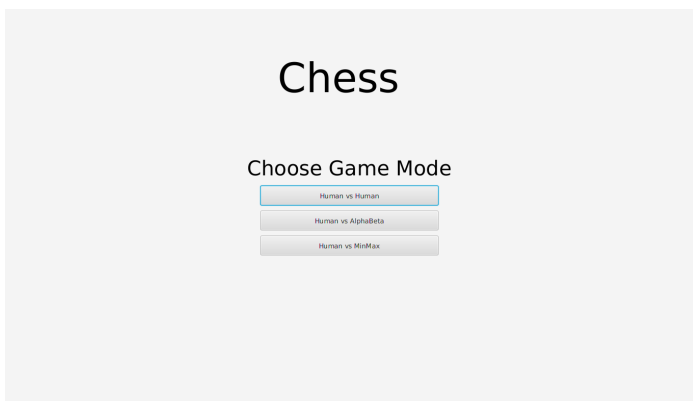 Chess
Choose Game Mode
Human vs Human
Human vs AlphaBeta
Human vs MinMax